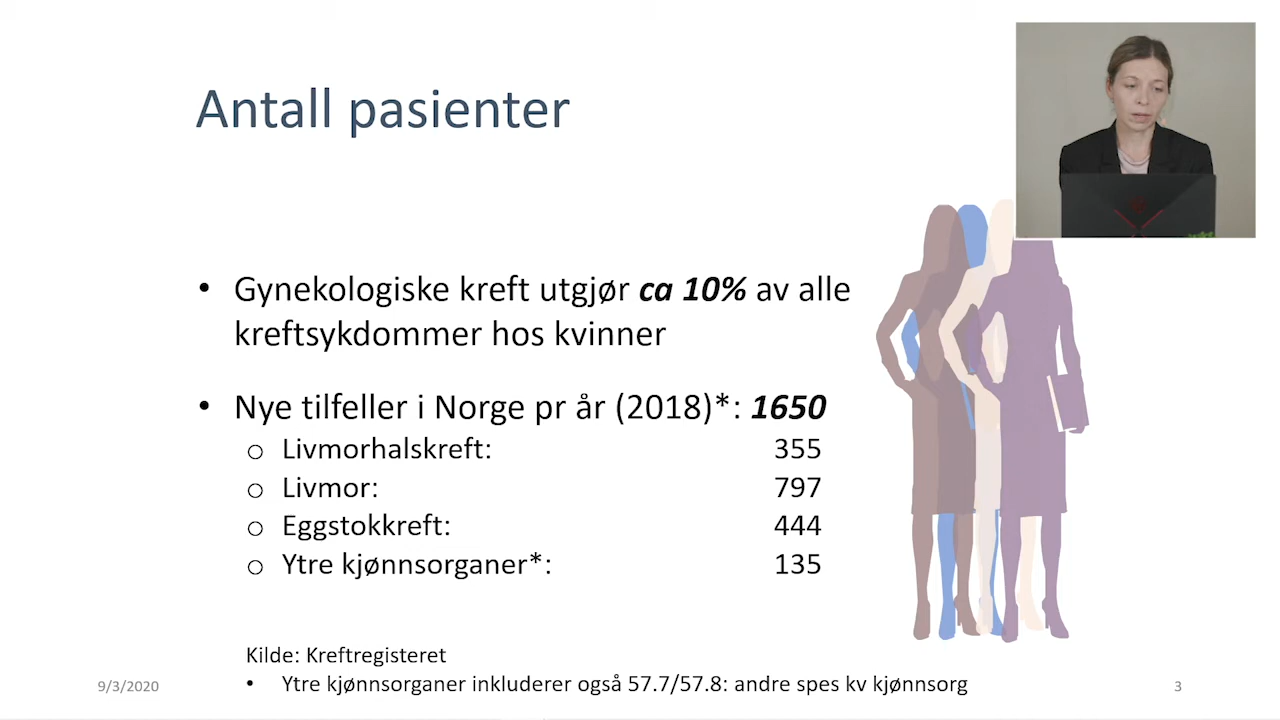 Antall pasienter
• Gynekologiske kreft utgjør ca 10% av alle
kreftsykdommer hos kvinner
• Nye tilfeller i Norge pr år (2018)*: 1650
o Livmorhalskreft: 355
o Livmor: 797
o Eggstokkreft: 444
o Ytre kjønnsorganer*: 135
Kilde: Kreftregisteret
• Ytre kjønnsorganer inkluderer også 57.7/57.8: andre spes kv kjønnsorg
9/3/2020
3